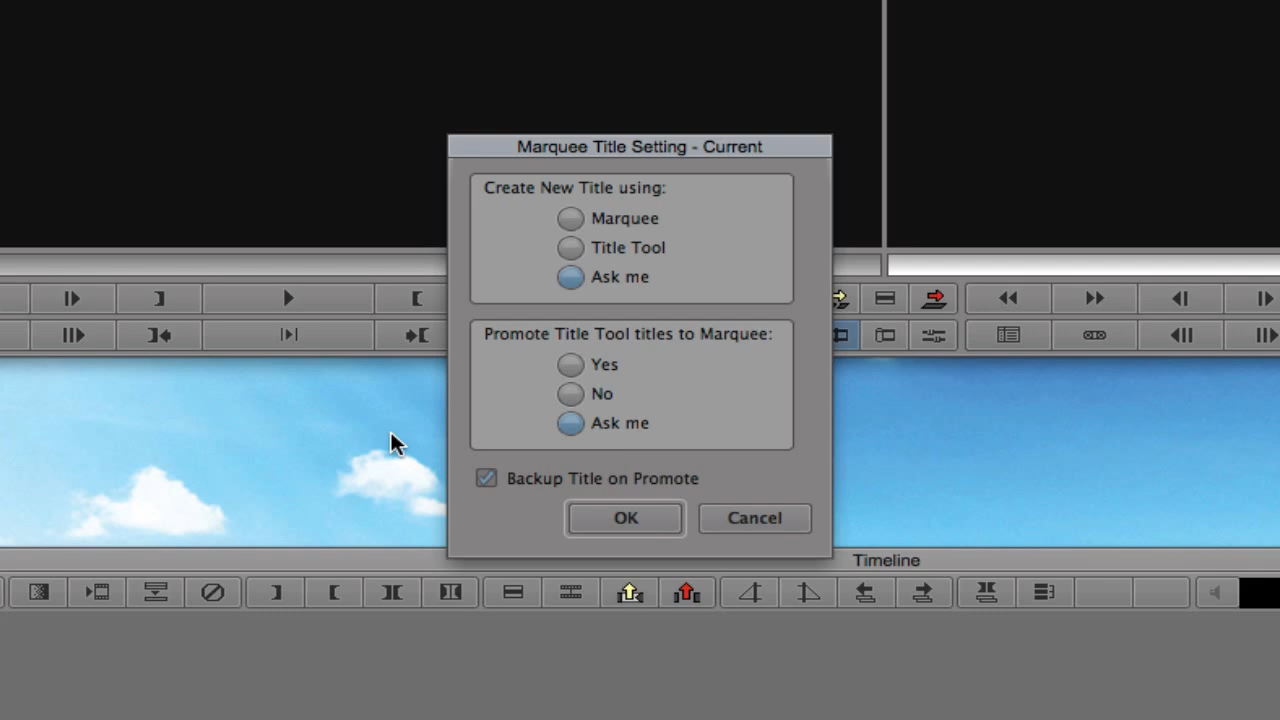 Marquee Title Setting - Current
Create New Title using:
Marquee
Title Tool
Ask me
Promote Title Tool titles to Marquee:
Yes
No
Ask me
Backup Title on Promote
OK
Cancel
Timeline